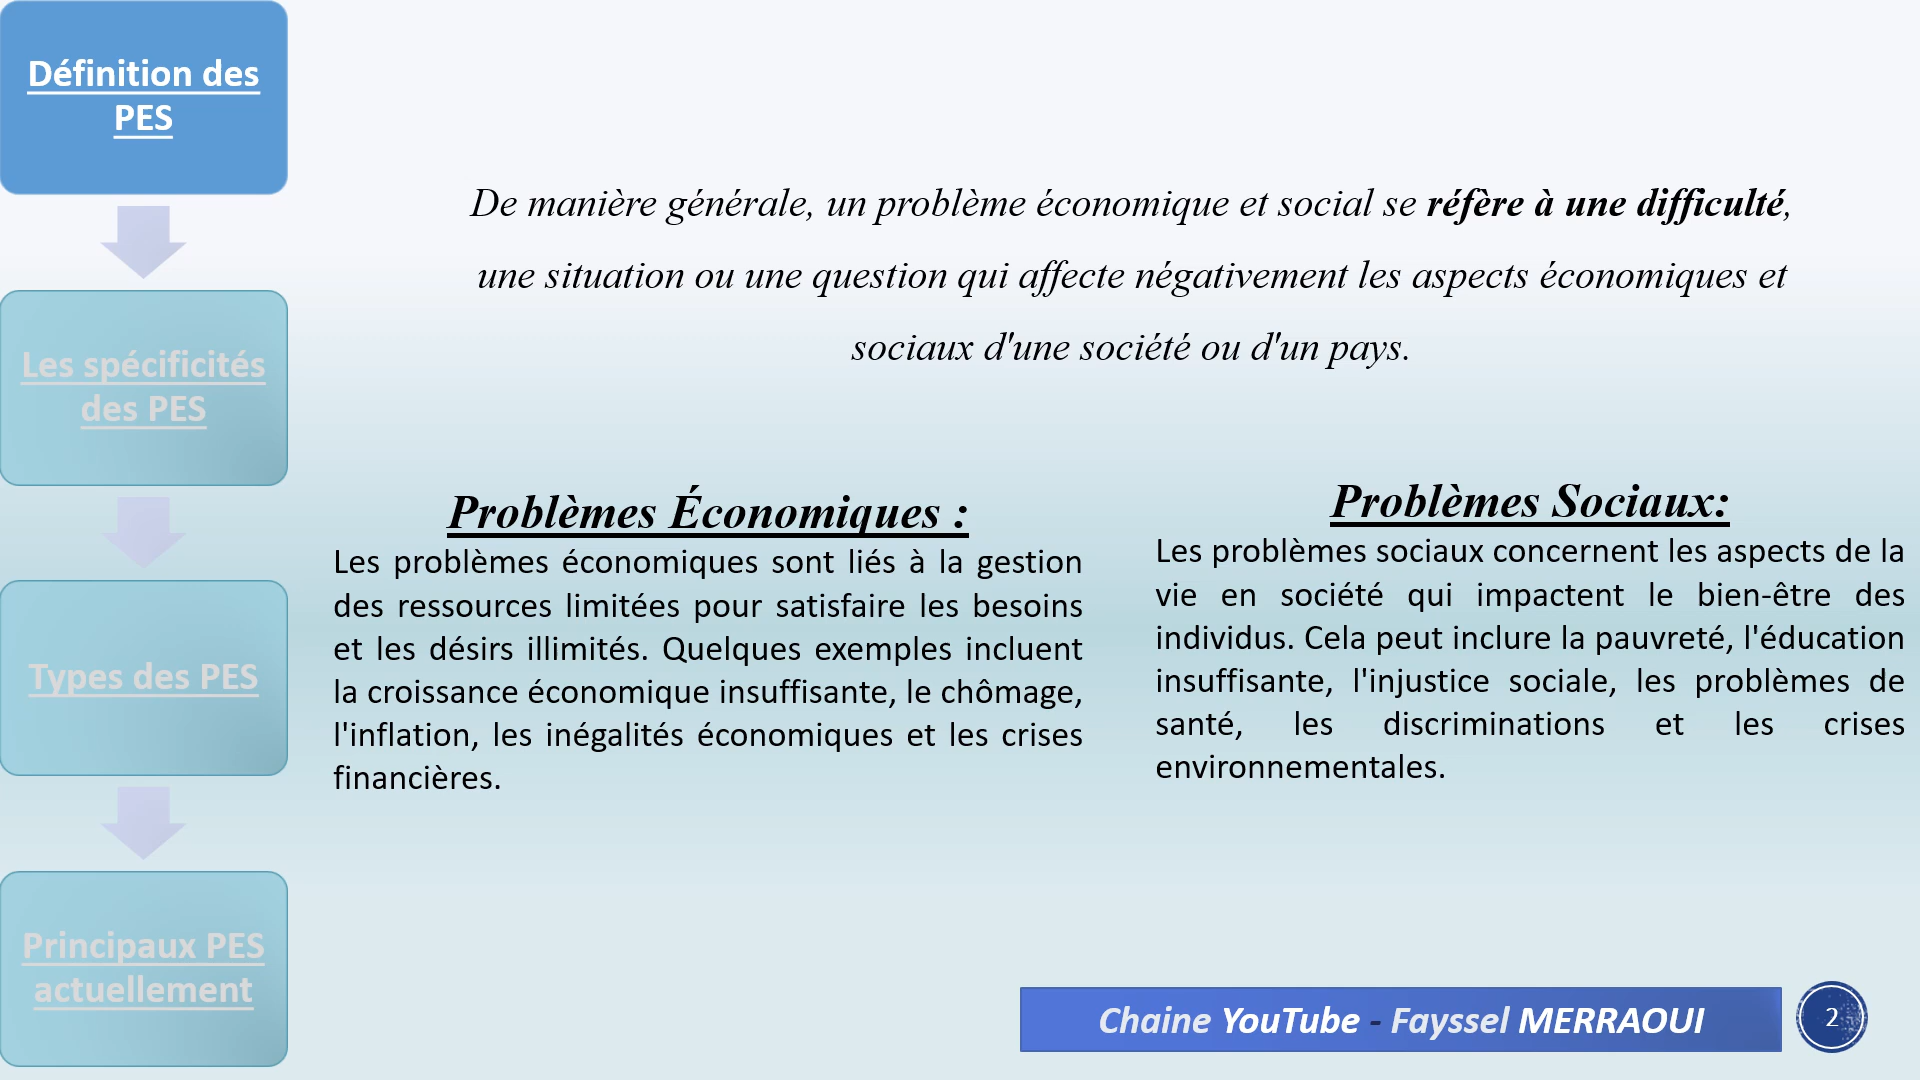 Définition des
PES
Les spécificités
des PES
Types des PES
Principaux PES
actuellement
De manière générale, un problème économique et social se réfère à une difficulté,
une situation ou une question qui affecte négativement les aspects économiques et
sociaux d'une société ou d'un pays.
Problèmes Économiques :
Les problèmes économiques sont liés à la gestion
des ressources limitées pour satisfaire les besoins
et les désirs illimités. Quelques exemples incluent
la croissance économique insuffisante, le chômage,
l'inflation, les inégalités économiques et les crises
financières.
Problèmes Sociaux:
Les problèmes sociaux concernent les aspects de la
vie en société qui impactent le bien-être des
individus. Cela peut inclure la pauvreté, l'éducation
insuffisante, l'injustice sociale, les problèmes de
santé, les discriminations et les crises
environnementales.
Chaine YouTube - Fayssel MERRAOUI
2